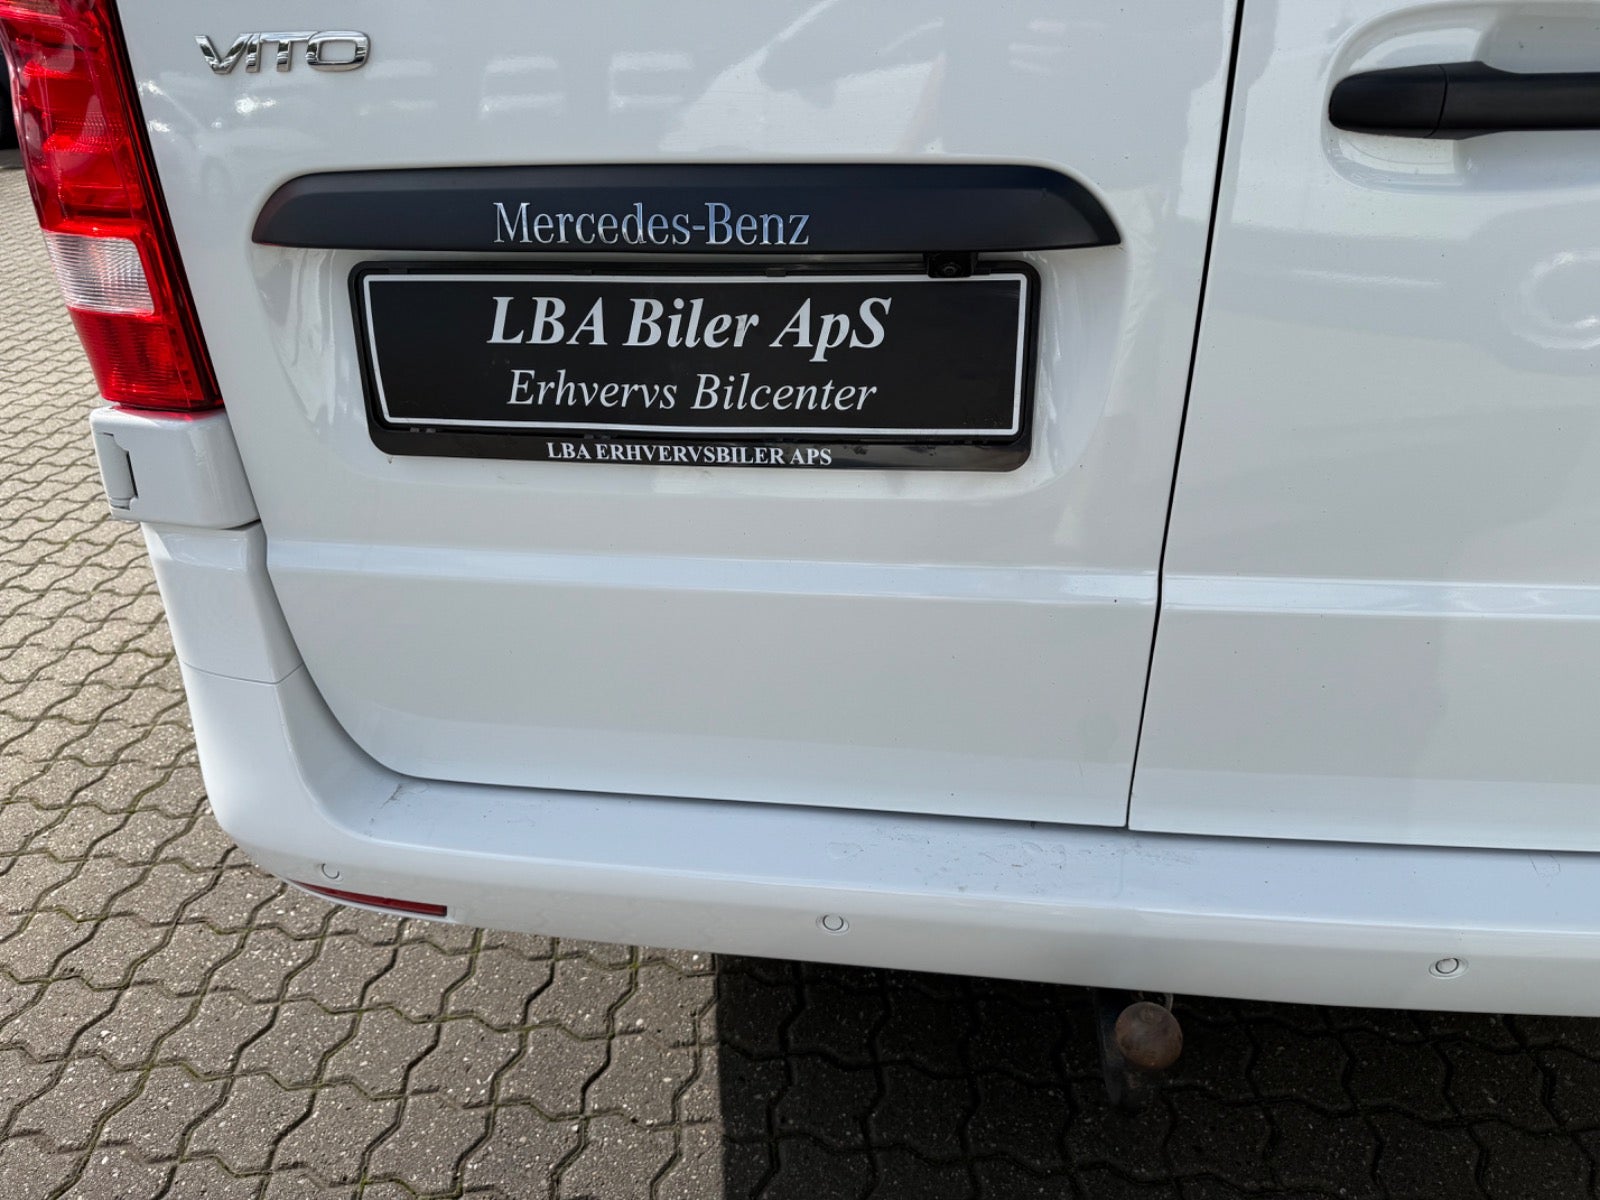 VITO
Mercedes-Benz
LBA Biler ApS
Erhvervs Bilcenter
LBA ERHVERVSBILER APS